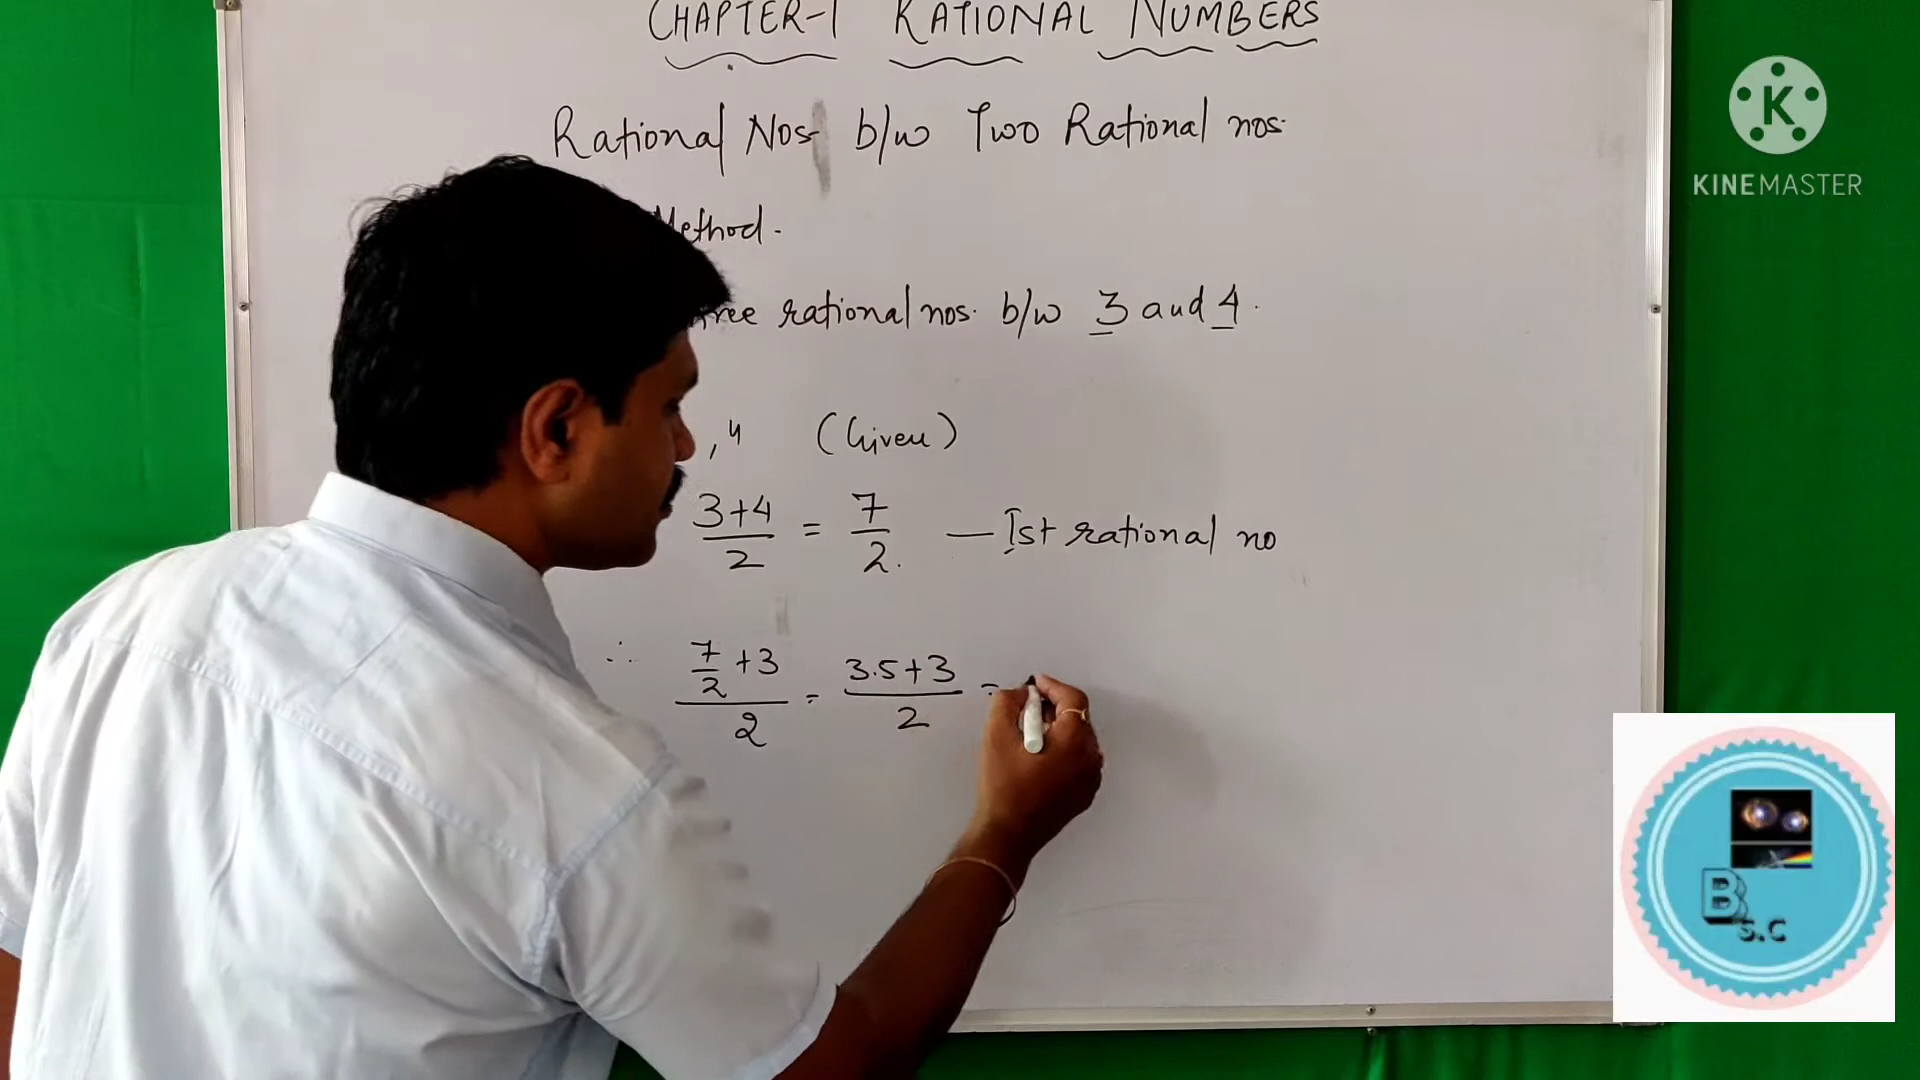 CHAPTER-1 RATIONAL NUMBERS
Rational Nos b/w Two Rational nos.
Method.
rational nos. b/w 3 and 4.
, 4 (Given)
3+4/2 = 7/2. — Ist rational no
∴ 7/2 +3/2 = 3.5+3/2 =
K
KINEMASTER
B
S.C